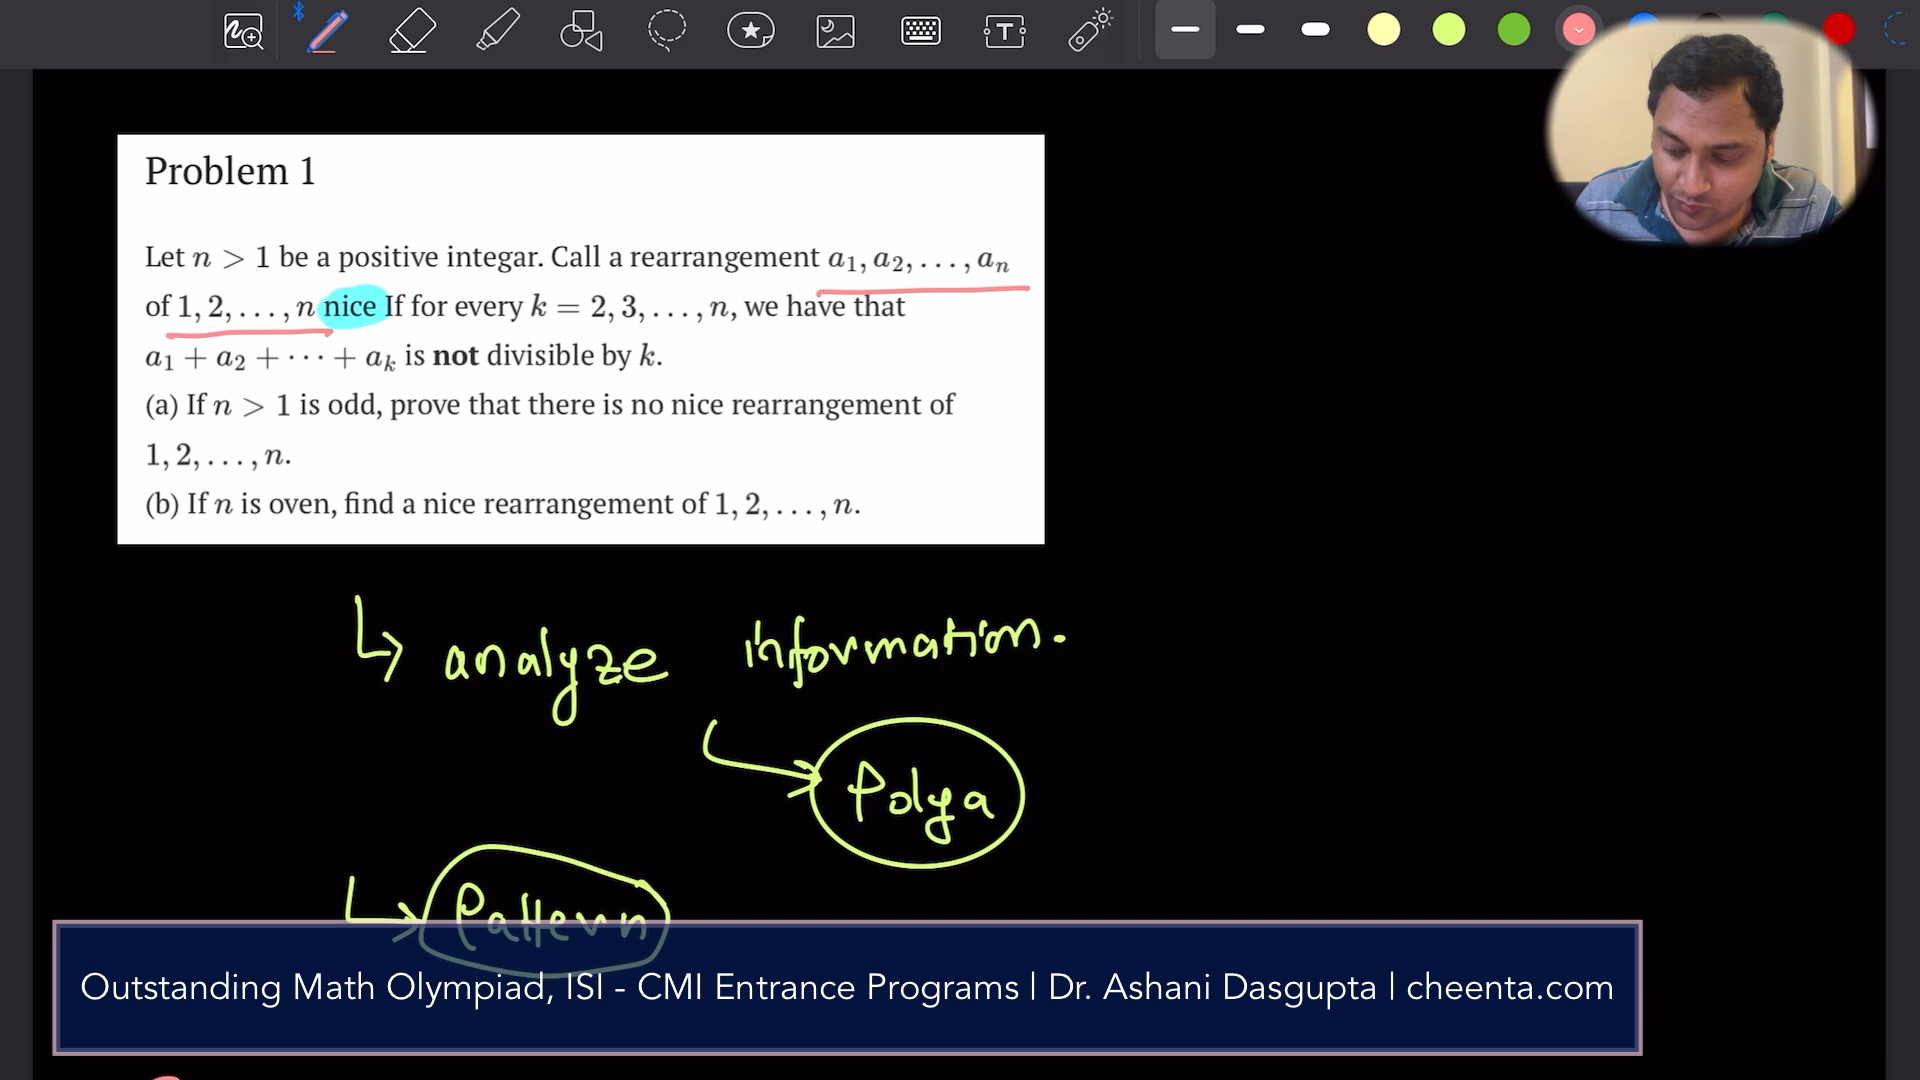 T
Problem 1
Let n > 1 be a positive integar. Call a rearrangement a₁, a₂, . . . , aₙ
of 1, 2, . . . , n nice If for every k = 2, 3, . . . , n, we have that
a₁ + a₂ + · · · + aₖ is not divisible by k.
(a) If n > 1 is odd, prove that there is no nice rearrangement of
1, 2, . . . , n.
(b) If n is oven, find a nice rearrangement of 1, 2, . . . , n.
analyze information.
Polya
Pattern
Outstanding Math Olympiad, ISI - CMI Entrance Programs | Dr. Ashani Dasgupta | cheenta.com